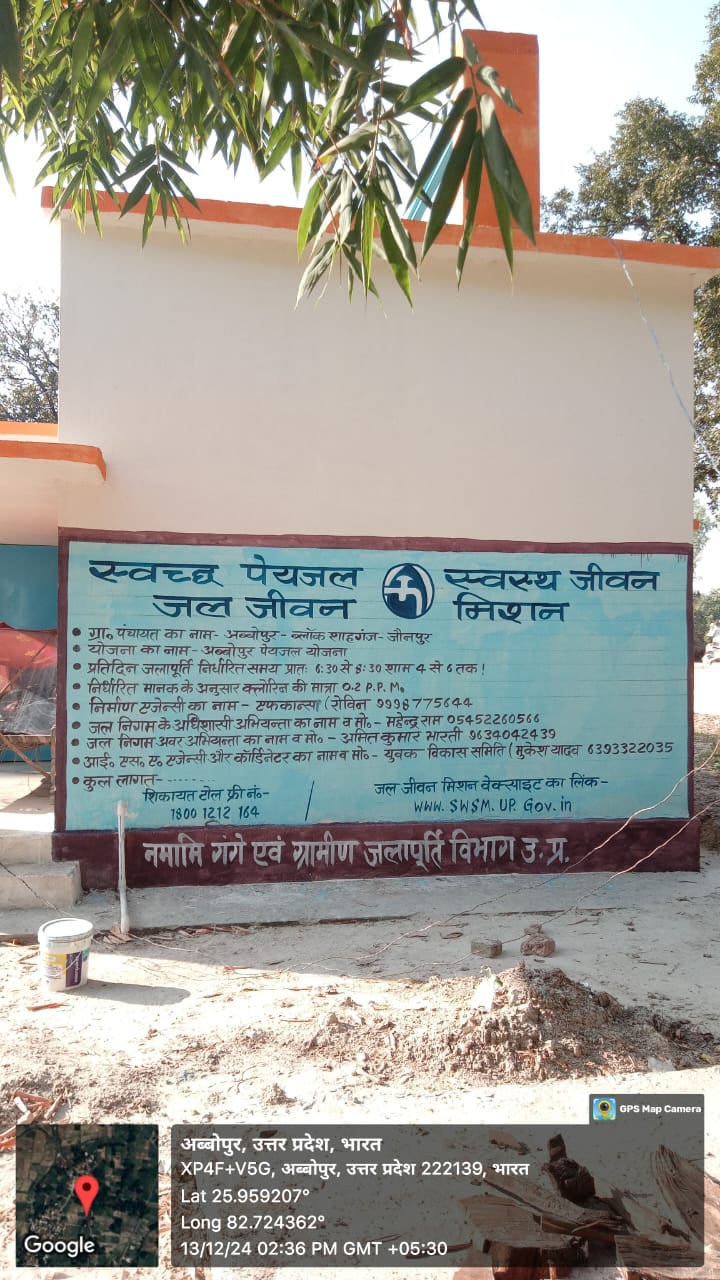 स्वच्छ पेयजल स्वस्थ जीवन
जल जीवन मिशन
ग्रा० पंचायत का नाम- अब्बोपुर- ब्लॉक शाहगंज- जौनपुर
योजना का नाम- अब्बोपुर पेयजल योजना
प्रतिदिन जलापूर्ति निर्धारित समय प्रातः 6:30 से 8:30 शाम 4 से 6 तक!
निर्धारित मानक के अनुसार क्लोरिन की मात्रा 0.2 P.P.M.
निर्माण एजेन्सी का नाम - एफकान्स (रोविन 9998775644
जल निगम के अधिशासी अभियन्ता का नाम व मो०- महेन्द्र राम 05452260566
जल निगम अवर अभियन्ता का नाम व मो०- अमित कुमार भारती 9634042439
आई० एस० ए० एजेन्सी और कॉर्डिनेटर का नाम व मो०- युवक- विकास समिति (मुकेश यादव 6393322035
कुल लागत- ........
शिकायत टोल फ्री नं०-
1800 1212 164
/
जल जीवन मिशन वेक्साइट का लिंक-
www. SWSM. UP. Gov.in
नमामि गंगे एवं ग्रामीण जलापूर्ति विभाग उ.प्र.
GPS Map Camera
अब्बोपुर, उत्तर प्रदेश, भारत
XP4F+V5G, अब्बोपुर, उत्तर प्रदेश 222139, भारत
Lat 25.959207°
Long 82.724362°
13/12/24 02:36 PM GMT +05:30
Google